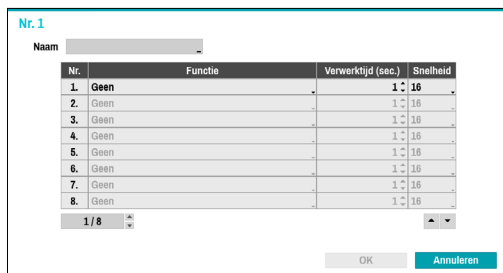 Nr. 1
Naam
Nr. Functie Verwerktijd (sec.) Snelheid
1. Geen 1 16
2. Geen 1 16
3. Geen 1 16
4. Geen 1 16
5. Geen 1 16
6. Geen 1 16
7. Geen 1 16
8. Geen 1 16
1 / 8
OK Annuleren